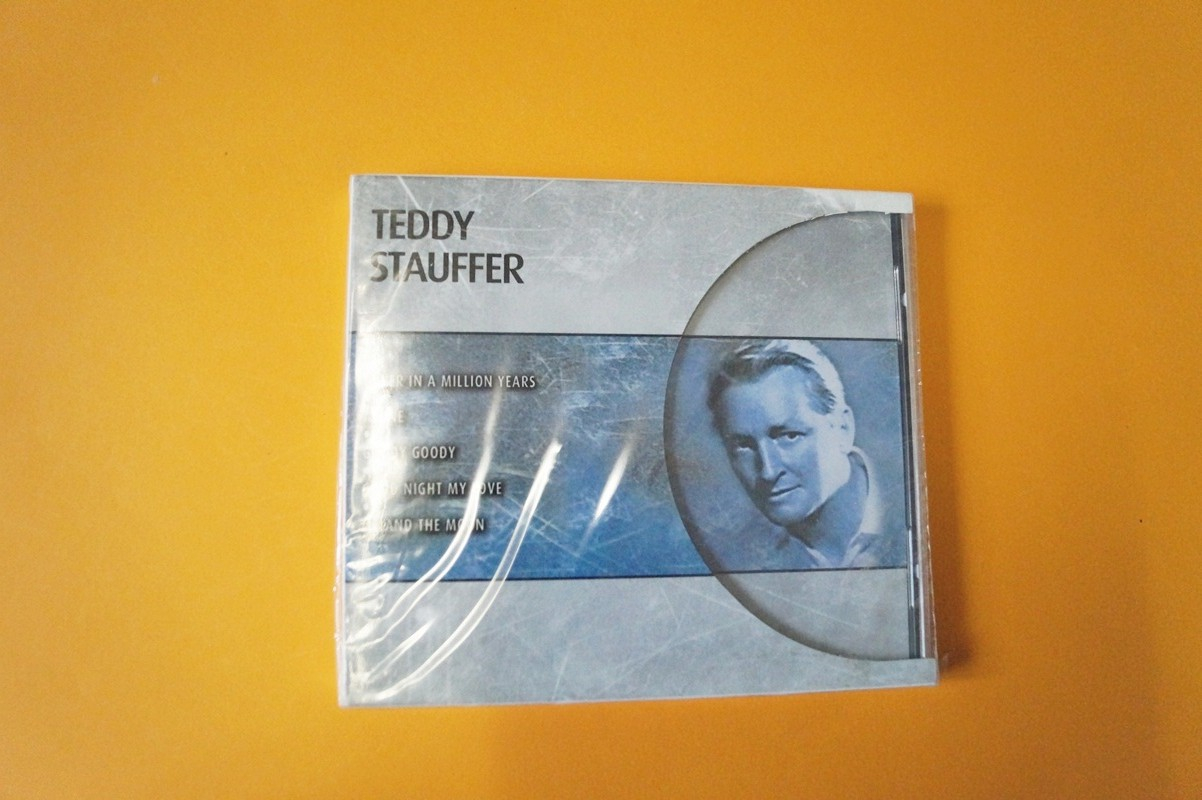 TEDDY
STAUFFER
IN A MILLION YEARS
GOODY
NIGHT MY LOVE
AND THE MOON